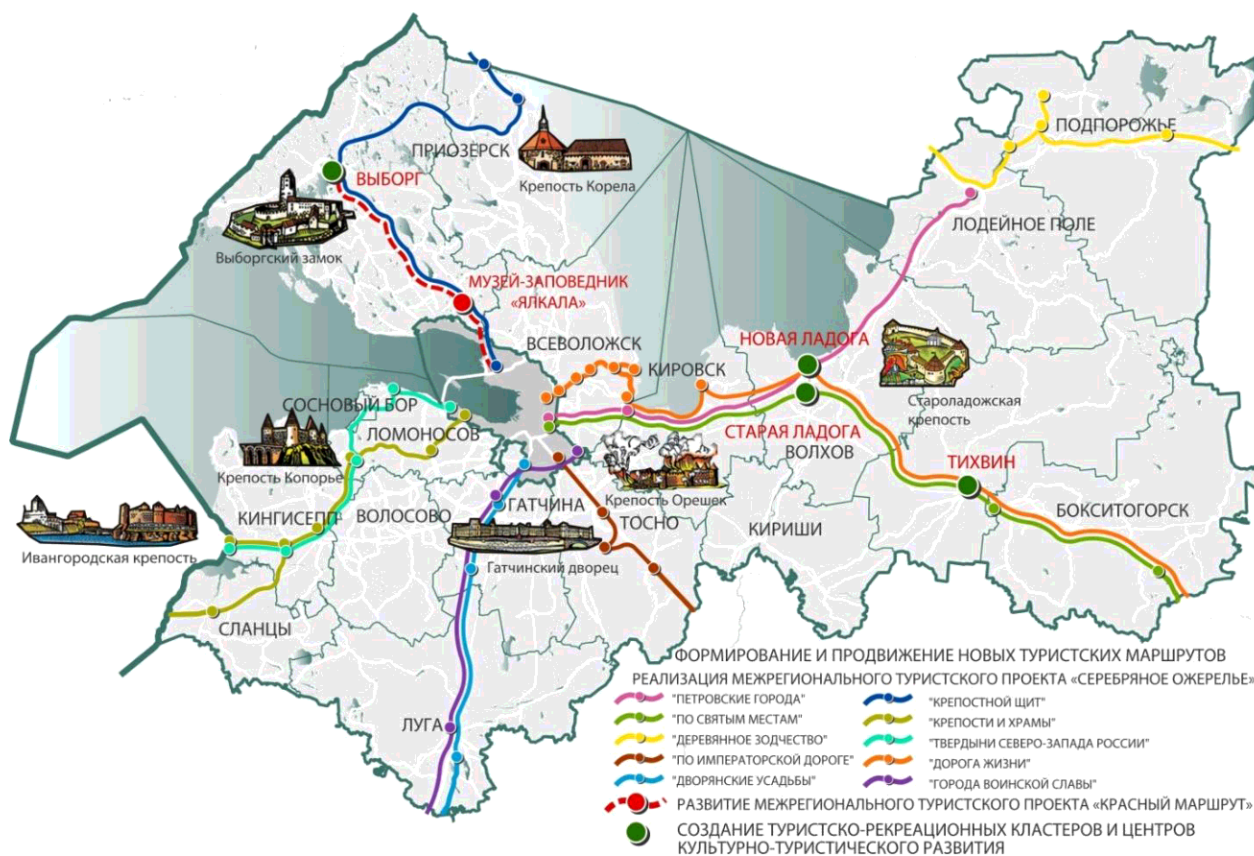 ПРИОЗЕРСК
Крепость Корела
ВЫБОРГ
Выборгский замок
МУЗЕЙ-ЗАПОВЕДНИК
«ЯЛКАЛА»
ПОДПОРОЖЬЕ
ЛОДЕЙНОЕ ПОЛЕ
ВСЕВОЛОЖСК
КИРОВСК
НОВАЯ ЛАДОГА
Староладожская
крепость
СТАРАЯ ЛАДОГА
ВОЛХОВ
СОСНОВЫЙ БОР
ЛОМОНОСОВ
Крепость Копорье
Крепость Орешек
ТИХВИН
БОКСИТОГОРСК
КИНГИСЕПП
ВОЛОСОВО
ГАТЧИНА
ТОСНО
КИРИШИ
Ивангородская крепость
Гатчинский дворец
СЛАНЦЫ
ЛУГА
ФОРМИРОВАНИЕ И ПРОДВИЖЕНИЕ НОВЫХ ТУРИСТСКИХ МАРШРУТОВ
РЕАЛИЗАЦИЯ МЕЖРЕГИОНАЛЬНОГО ТУРИСТСКОГО ПРОЕКТА «СЕРЕБРЯНОЕ ОЖЕРЕЛЬЕ»
"ПЕТРОВСКИЕ ГОРОДА"
"ПО СВЯТЫМ МЕСТАМ"
"ДЕРЕВЯННОЕ ЗОДЧЕСТВО"
"ПО ИМПЕРАТОРСКОЙ ДОРОГЕ"
"ДВОРЯНСКИЕ УСАДЬБЫ"
"КРЕПОСТНОЙ ЩИТ"
"КРЕПОСТИ И ХРАМЫ"
"ТВЕРДЫНИ СЕВЕРО-ЗАПАДА РОССИИ"
"ДОРОГА ЖИЗНИ"
"ГОРОДА ВОИНСКОЙ СЛАВЫ"
РАЗВИТИЕ МЕЖРЕГИОНАЛЬНОГО ТУРИСТСКОГО ПРОЕКТА «КРАСНЫЙ МАРШРУТ»
СОЗДАНИЕ ТУРИСТСКО-РЕКРЕАЦИОННЫХ КЛАСТЕРОВ И ЦЕНТРОВ
КУЛЬТУРНО-ТУРИСТИЧЕСКОГО РАЗВИТИЯ